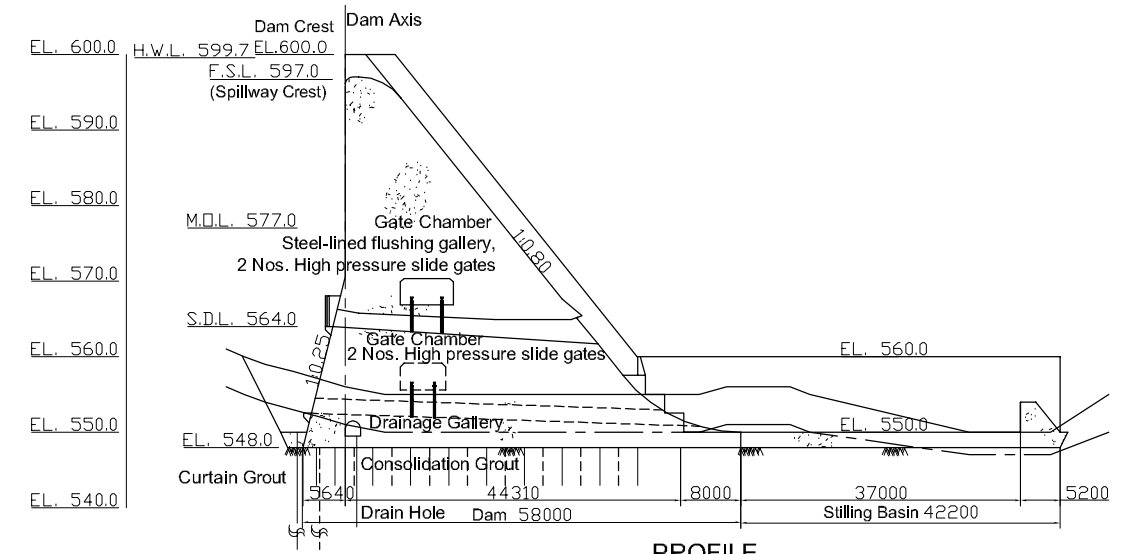 Dam Crest
Dam Axis
EL. 600.0
H.W.L. 599.7
EL.600.0
F.S.L. 597.0
(Spillway Crest)
EL. 590.0
EL. 580.0
M.O.L. 577.0
Gate Chamber
Steel-lined flushing gallery,
2 Nos. High pressure slide gates
1:0.80
EL. 570.0
S.D.L. 564.0
Gate Chamber
2 Nos. High pressure slide gates
1:0.25
EL. 560.0
EL. 560.0
EL. 550.0
Drainage Gallery
EL. 550.0
EL. 548.0
Curtain Grout
Consolidation Grout
EL. 540.0
5640
44310
8000
37000
5200
Drain Hole
Dam 58000
Stilling Basin 42200
PROFILE